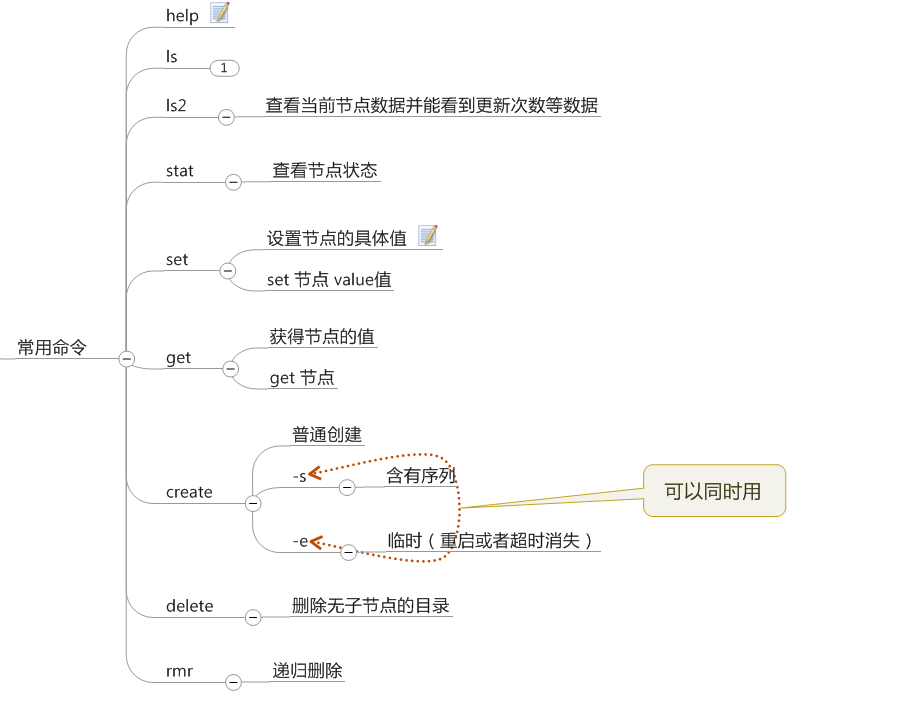 help
ls
1
ls2
查看当前节点数据并能看到更新次数等数据
stat
查看节点状态
set
设置节点的具体值
set 节点 value值
常用命令
get
获得节点的值
get 节点
create
普通创建
-s
含有序列
可以同时用
-e
临时（重启或者超时消失）
delete
删除无子节点的目录
rmr
递归删除